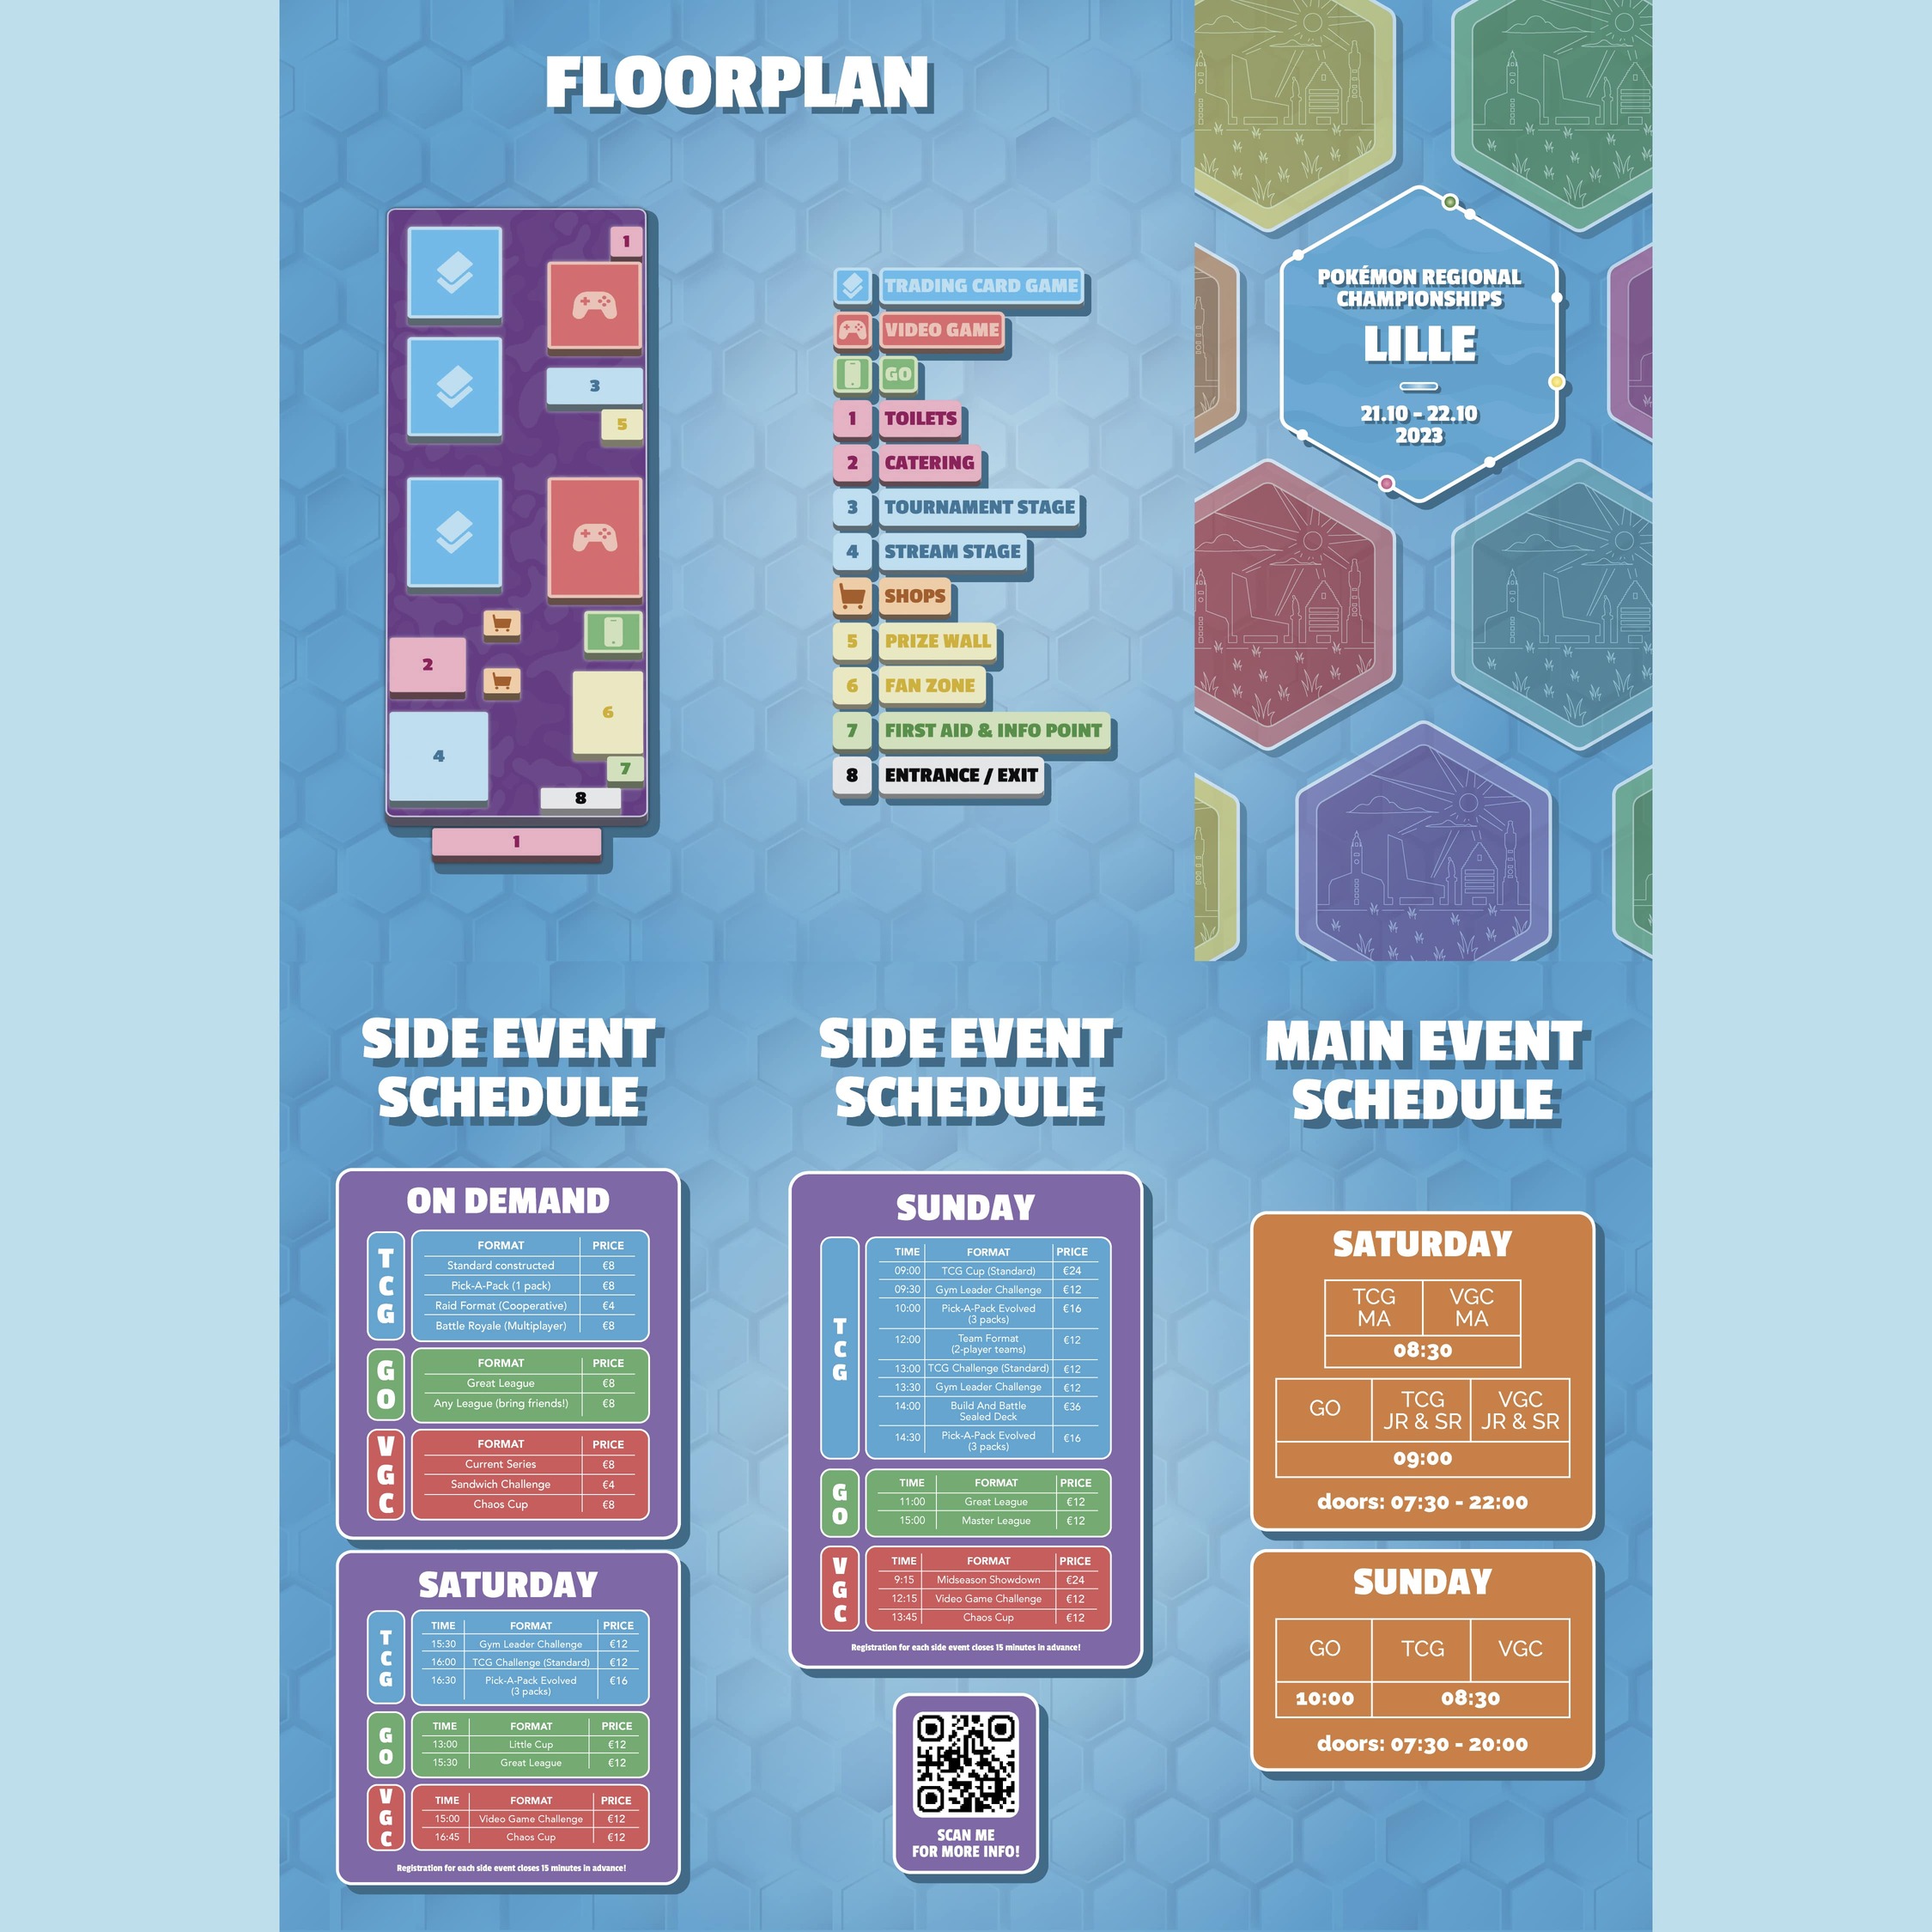 FLOORPLAN
1
3
5
2
6
4
7
8
1
TRADING CARD GAME
VIDEO GAME
GO
1 TOILETS
2 CATERING
3 TOURNAMENT STAGE
4 STREAM STAGE
SHOPS
5 PRIZE WALL
6 FAN ZONE
7 FIRST AID & INFO POINT
8 ENTRANCE / EXIT
POKÉMON REGIONAL
CHAMPIONSHIPS
LILLE
21.10 - 22.10
2023
SIDE EVENT
SCHEDULE
ON DEMAND
TCG
FORMAT PRICE
Standard constructed €8
Pick-A-Pack (1 pack) €8
Raid Format (Cooperative) €4
Battle Royale (Multiplayer) €8
GO
FORMAT PRICE
Great League €8
Any League (bring friends!) €8
VGC
FORMAT PRICE
Current Series €8
Sandwich Challenge €4
Chaos Cup €8
SATURDAY
TCG
TIME FORMAT PRICE
15:30 Gym Leader Challenge €12
16:00 TCG Challenge (Standard) €12
16:30 Pick-A-Pack Evolved €16
(3 packs)
GO
TIME FORMAT PRICE
13:00 Little Cup €12
15:30 Great League €12
VGC
TIME FORMAT PRICE
15:00 Video Game Challenge €12
16:45 Chaos Cup €12
Registration for each side event closes 15 minutes in advance!
SIDE EVENT
SCHEDULE
SUNDAY
TCG
TIME FORMAT PRICE
09:00 TCG Cup (Standard) €24
09:30 Gym Leader Challenge €12
10:00 Pick-A-Pack Evolved €16
(3 packs)
12:00 Team Format €12
(2-player teams)
13:00 TCG Challenge (Standard) €12
13:30 Gym Leader Challenge €12
14:00 Build And Battle €36
Sealed Deck
14:30 Pick-A-Pack Evolved €16
(3 packs)
GO
TIME FORMAT PRICE
11:00 Great League €12
15:00 Master League €12
VGC
TIME FORMAT PRICE
9:15 Midseason Showdown €24
12:15 Video Game Challenge €12
13:45 Chaos Cup €12
Registration for each side event closes 15 minutes in advance!
SCAN ME
FOR MORE INFO!
MAIN EVENT
SCHEDULE
SATURDAY
TCG VGC
MA MA
08:30
GO TCG VGC
JR & SR JR & SR
09:00
doors: 07:30 - 22:00
SUNDAY
GO TCG VGC
10:00 08:30
doors: 07:30 - 20:00